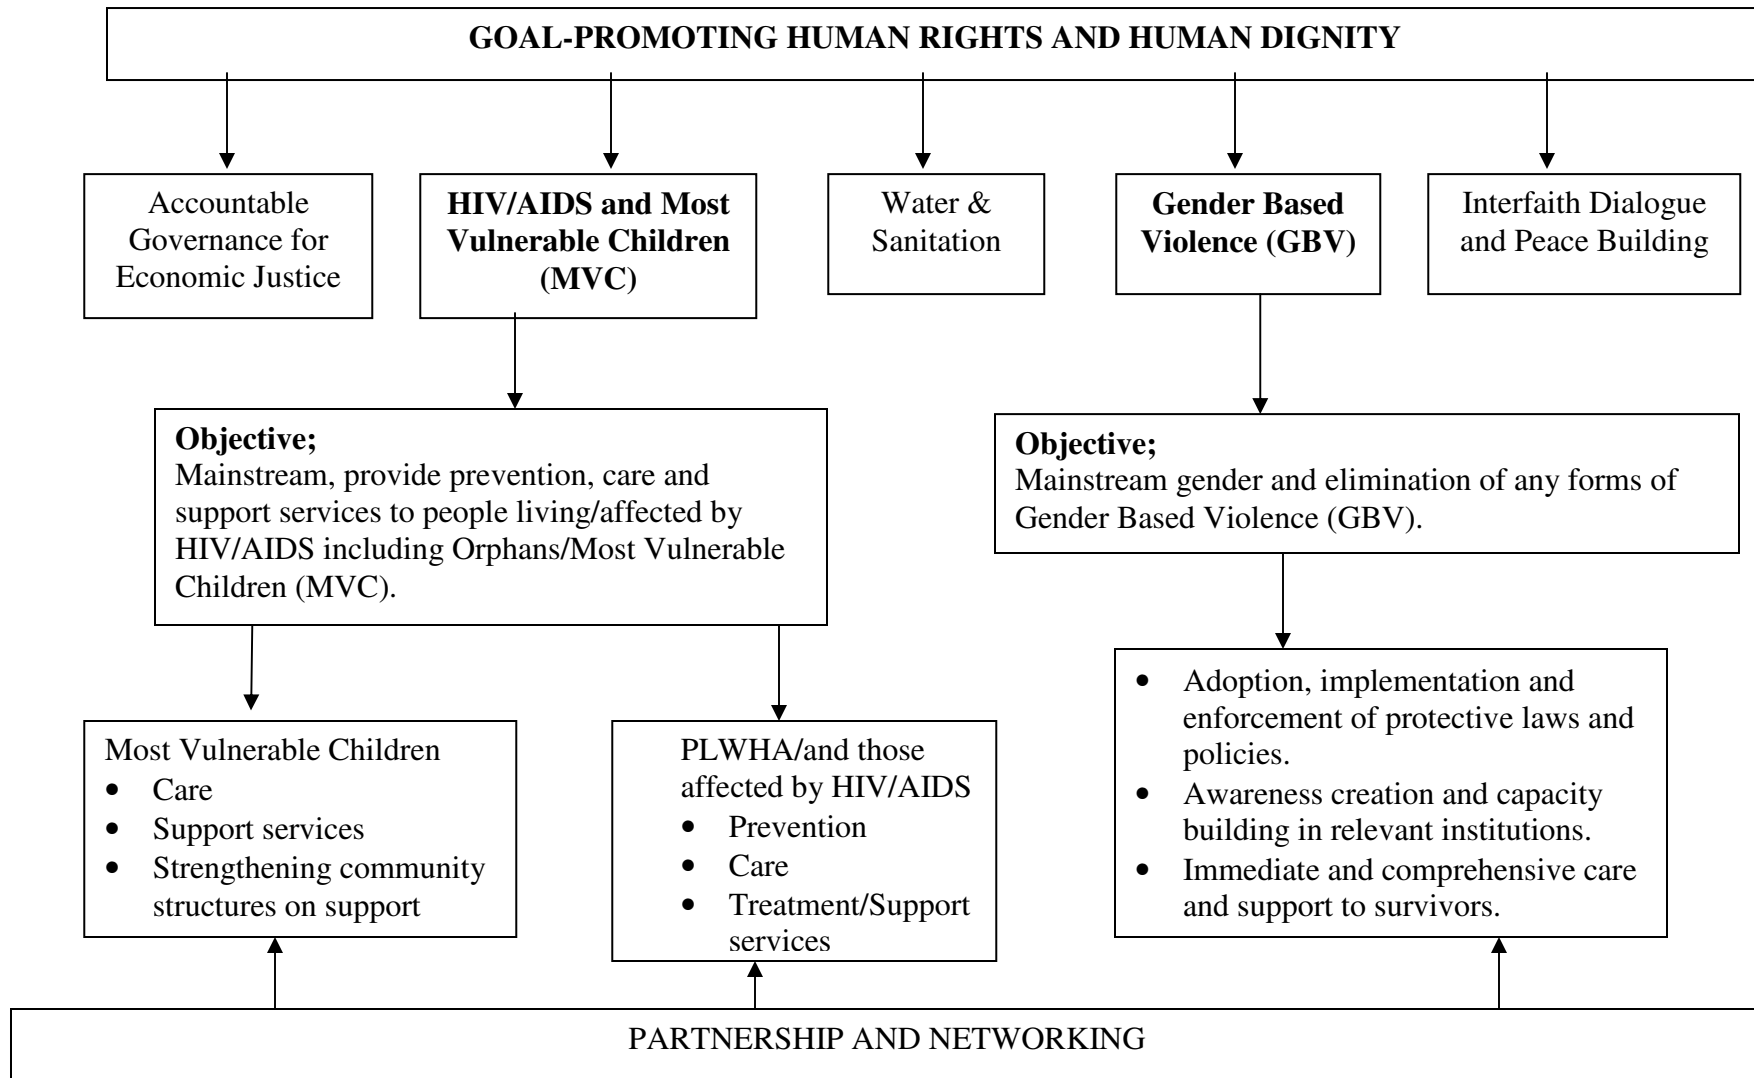 GOAL-PROMOTING HUMAN RIGHTS AND HUMAN DIGNITY
Accountable
Governance for
Economic Justice
HIV/AIDS and Most
Vulnerable Children
(MVC)
Water &
Sanitation
Gender Based
Violence (GBV)
Interfaith Dialogue
and Peace Building
Objective;
Mainstream, provide prevention, care and
support services to people living/affected by
HIV/AIDS including Orphans/Most Vulnerable
Children (MVC).
Objective;
Mainstream gender and elimination of any forms of
Gender Based Violence (GBV).
Most Vulnerable Children
• Care
• Support services
• Strengthening community
structures on support
PLWHA/and those
affected by HIV/AIDS
• Prevention
• Care
• Treatment/Support
services
• Adoption, implementation and
enforcement of protective laws and
policies.
• Awareness creation and capacity
building in relevant institutions.
• Immediate and comprehensive care
and support to survivors.
PARTNERSHIP AND NETWORKING